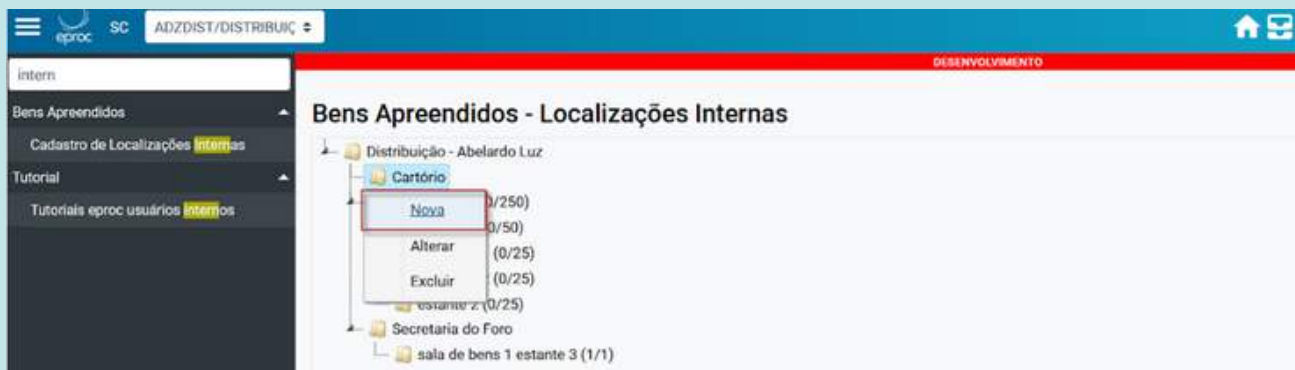 eproc SC ADZDIST/DISTRIBUIÇ
DESENVOLVIMENTO
intern
Bens Apreendidos
Cadastro de Localizações Internas
Tutorial
Tutoriais eproc usuários internos
Bens Apreendidos - Localizações Internas
Distribuição - Abelardo Luz
Cartório
Nova /250)
0/50)
Alterar (0/25)
Excluir (0/25)
estante 2 (0/25)
Secretaria do Foro
sala de bens 1 estante 3 (1/1)